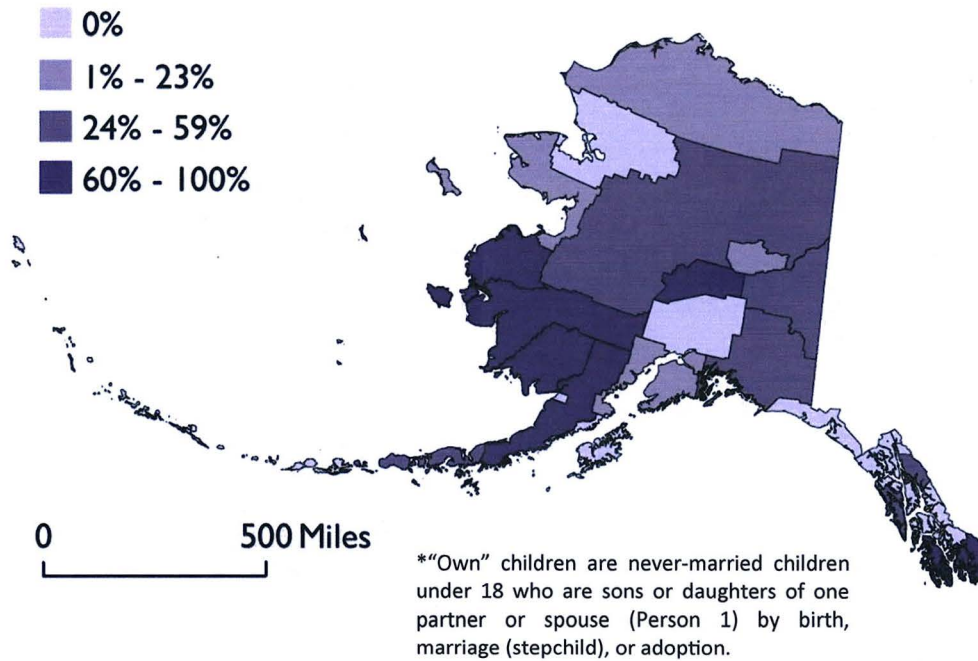 0%
1% - 23%
24% - 59%
60% - 100%
0 500 Miles
*“Own” children are never-married children
under 18 who are sons or daughters of one
partner or spouse (Person 1) by birth,
marriage (stepchild), or adoption.